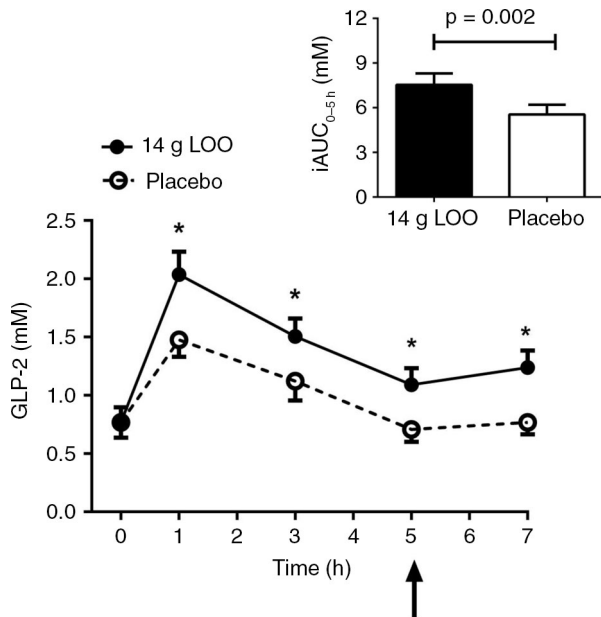 p = 0.002
12
9
6
3
0
iAUC0–5 h (mM)
14 g LOO
Placebo
14 g LOO
Placebo
2.5
2.0
1.5
1.0
0.5
0.0
GLP-2 (mM)
*
*
*
*
0 1 2 3 4 5 6 7
Time (h)